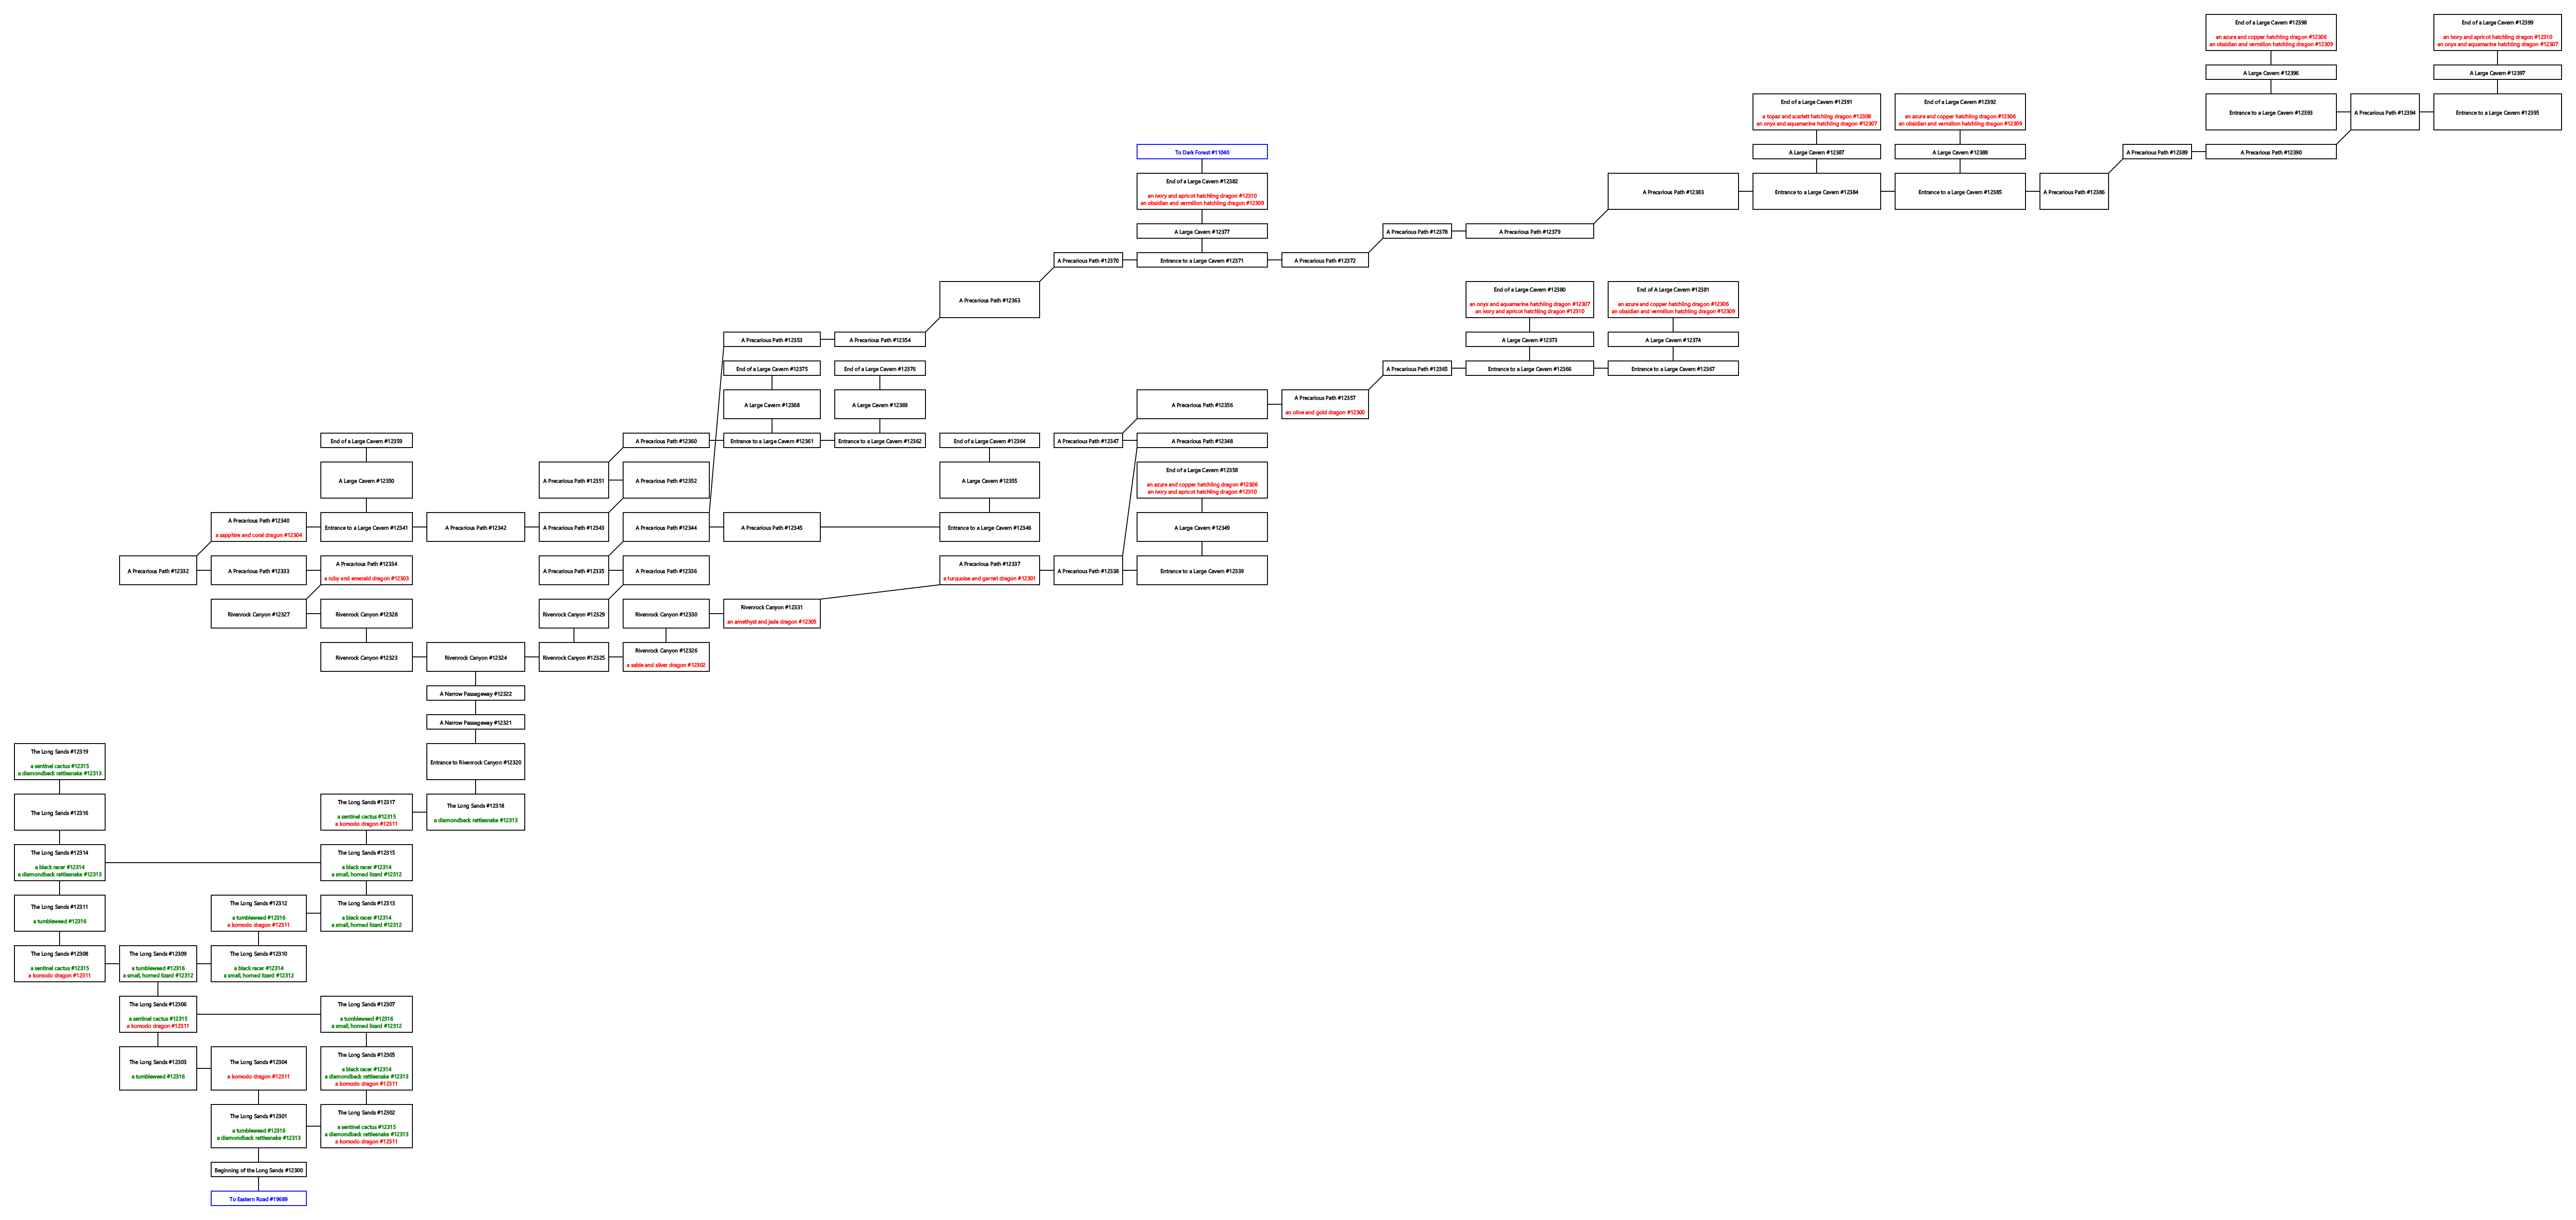 End of a Large Cavern #12398
an azure and copper hatchling dragon #12306
an obsidian and vermilion hatchling dragon #12309
End of a Large Cavern #12399
an ivory and apricot hatchling dragon #12310
an onyx and aquamarine hatchling dragon #12307
A Large Cavern #12396
A Large Cavern #12397
End of a Large Cavern #12391
a topaz and scarlett hatchling dragon #12308
an onyx and aquamarine hatchling dragon #12307
End of a Large Cavern #12392
an azure and copper hatchling dragon #12306
an obsidian and vermilion hatchling dragon #12309
Entrance to a Large Cavern #12393
A Precarious Path #12394
Entrance to a Large Cavern #12395
To Dark Forest #11040
A Large Cavern #12387
A Large Cavern #12388
A Precarious Path #12389
A Precarious Path #12390
End of a Large Cavern #12382
an ivory and apricot hatchling dragon #12310
an obsidian and vermilion hatchling dragon #12309
A Precarious Path #12383
Entrance to a Large Cavern #12384
Entrance to a Large Cavern #12385
A Precarious Path #12386
A Large Cavern #12377
A Precarious Path #12378
A Precarious Path #12379
A Precarious Path #12370
Entrance to a Large Cavern #12371
A Precarious Path #12372
A Precarious Path #12363
End of a Large Cavern #12380
an onyx and aquamarine hatchling dragon #12307
an ivory and apricot hatchling dragon #12310
End of A Large Cavern #12381
an azure and copper hatchling dragon #12306
an obsidian and vermilion hatchling dragon #12309
A Precarious Path #12353
A Precarious Path #12354
A Large Cavern #12373
A Large Cavern #12374
End of a Large Cavern #12375
End of a Large Cavern #12376
A Precarious Path #12365
Entrance to a Large Cavern #12366
Entrance to a Large Cavern #12367
A Large Cavern #12368
A Large Cavern #12369
A Precarious Path #12356
A Precarious Path #12357
an olive and gold dragon #12300
End of a Large Cavern #12359
A Precarious Path #12360
Entrance to a Large Cavern #12361
Entrance to a Large Cavern #12362
End of a Large Cavern #12364
A Precarious Path #12347
A Precarious Path #12348
A Large Cavern #12350
A Precarious Path #12351
A Precarious Path #12352
A Large Cavern #12355
End of a Large Cavern #12358
an azure and copper hatchling dragon #12306
an ivory and apricot hatchling dragon #12310
A Precarious Path #12340
a sapphire and coral dragon #12304
Entrance to a Large Cavern #12341
A Precarious Path #12342
A Precarious Path #12343
A Precarious Path #12344
A Precarious Path #12345
Entrance to a Large Cavern #12346
A Large Cavern #12349
A Precarious Path #12332
A Precarious Path #12333
A Precarious Path #12334
a ruby and emerald dragon #12303
A Precarious Path #12335
A Precarious Path #12336
A Precarious Path #12337
a turquoise and garnet dragon #12301
A Precarious Path #12338
Entrance to a Large Cavern #12339
Rivenrock Canyon #12327
Rivenrock Canyon #12328
Rivenrock Canyon #12329
Rivenrock Canyon #12330
Rivenrock Canyon #12331
an amethyst and jade dragon #12305
Rivenrock Canyon #12323
Rivenrock Canyon #12324
Rivenrock Canyon #12325
Rivenrock Canyon #12326
a sable and silver dragon #12302
A Narrow Passageway #12322
A Narrow Passageway #12321
The Long Sands #12319
a sentinel cactus #12315
a diamondback rattlesnake #12313
Entrance to Rivenrock Canyon #12320
The Long Sands #12316
The Long Sands #12317
a sentinel cactus #12315
a komodo dragon #12311
The Long Sands #12318
a diamondback rattlesnake #12313
The Long Sands #12314
a black racer #12314
a diamondback rattlesnake #12313
The Long Sands #12315
a black racer #12314
a small, horned lizard #12312
The Long Sands #12311
a tumbleweed #12316
The Long Sands #12312
a tumbleweed #12316
a komodo dragon #12311
The Long Sands #12313
a black racer #12314
a small, horned lizard #12312
The Long Sands #12308
a sentinel cactus #12315
a komodo dragon #12311
The Long Sands #12309
a tumbleweed #12316
a small, horned lizard #12312
The Long Sands #12310
a black racer #12314
a small, horned lizard #12312
The Long Sands #12306
a sentinel cactus #12315
a komodo dragon #12311
The Long Sands #12307
a tumbleweed #12316
a small, horned lizard #12312
The Long Sands #12303
a tumbleweed #12316
The Long Sands #12304
a komodo dragon #12311
The Long Sands #12305
a black racer #12314
a diamondback rattlesnake #12313
a komodo dragon #12311
The Long Sands #12301
a tumbleweed #12316
a diamondback rattlesnake #12313
The Long Sands #12302
a sentinel cactus #12315
a diamondback rattlesnake #12313
a komodo dragon #12311
Beginning of the Long Sands #12300
To Eastern Road #19689